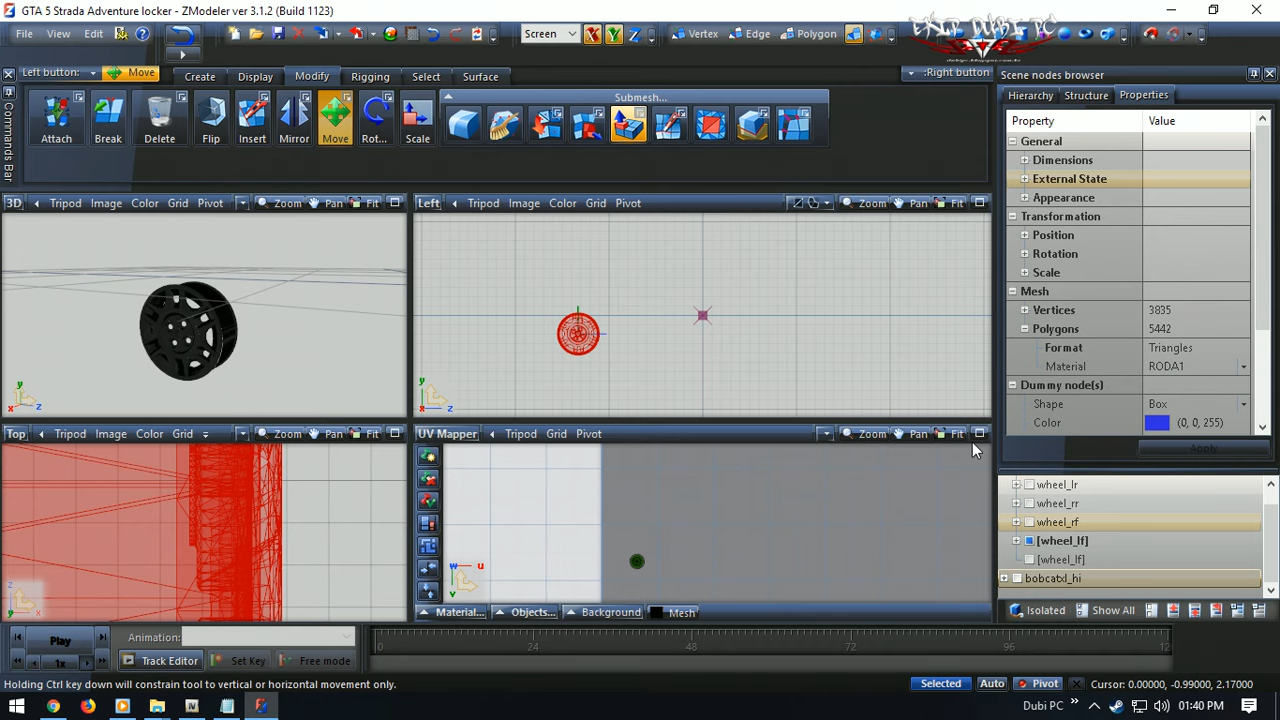 GTA 5 Strada Adventure locker - ZModeler ver 3.1.2 (Build 1123)
File View Edit Screen X Y Z Vertex Edge Polygon
ERIR DUBI PC
Left button: Move :Right button
Create Display Modify Rigging Select Surface
Submesh...
Attach Break Delete Flip Insert Mirror Move Rot... Scale
Commands Bar
3D Tripod Image Color Grid Pivot Zoom Pan Fit
Left Tripod Image Color Grid Pivot Zoom Pan Fit
Top Tripod Image Color Grid Zoom Pan Fit
UV Mapper Tripod Grid Pivot Zoom Pan Fit
Material... Objects... Background Mesh
Scene nodes browser
Hierarchy Structure Properties
Property Value
General
Dimensions
External State
Appearance
Transformation
Position
Rotation
Scale
Mesh
Vertices 3835
Polygons 5442
Format Triangles
Material RODA1
Dummy node(s)
Shape Box
Color (0, 0, 255)
Apply
wheel_lr
wheel_rr
wheel_rf
[wheel_lf]
[wheel_lf]
Isolated Show All
Play Animation:
1x Track Editor Set Key Free mode
0 24 48 72 96 12
Holding Ctrl key down will constrain tool to vertical or horizontal movement only. Selected Auto Pivot Cursor: 0.00000, -0.99000, 2.17000
Dubi PC 01:40 PM